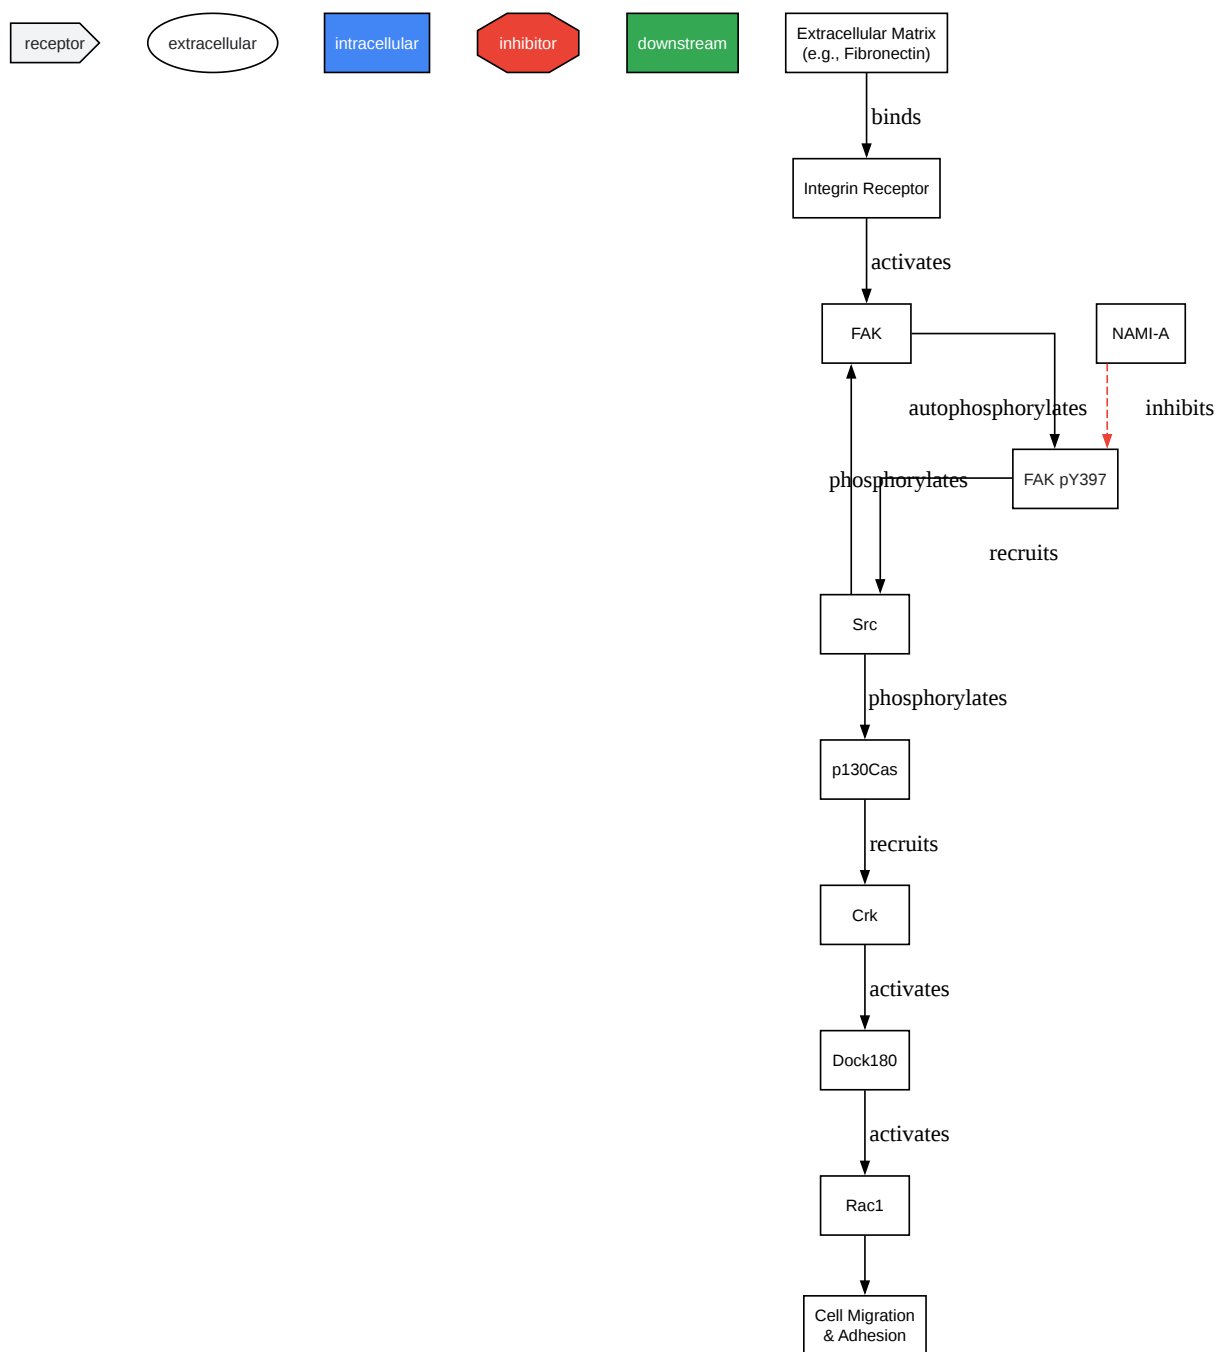 receptor
extracellular
intracellular
inhibitor
downstream
Extracellular Matrix
(e.g., Fibronectin)
binds
Integrin Receptor
activates
FAK
NAMI-A
autophosphorylates
inhibits
phosphorylates
FAK pY397
recruits
Src
phosphorylates
p130Cas
recruits
Crk
activates
Dock180
activates
Rac1
Cell Migration
& Adhesion